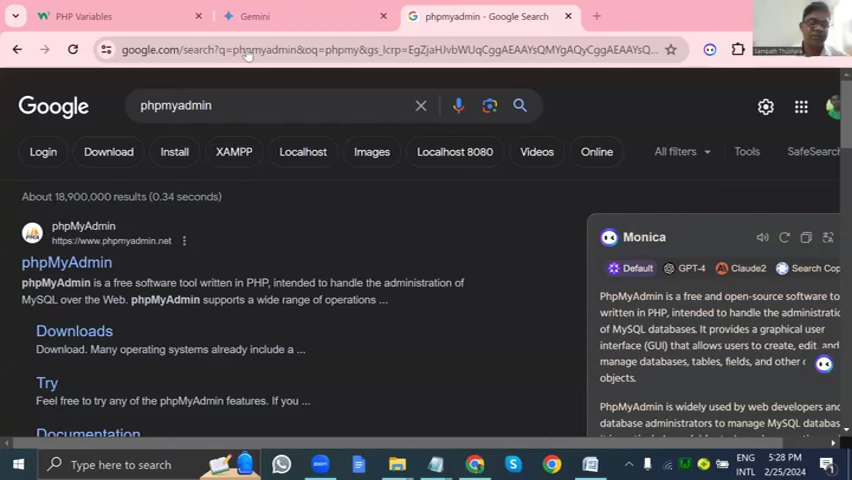 PHP Variables
Gemini
phpmyadmin - Google Search
google.com/search?q=phpmyadmin&oq=phpmy&gs_lcrp=EgZjaHJvbWUqCggAEAAYsQMYgAQyCggAEAAYsQ...
Sampath Thustara
Google
phpmyadmin
Login
Download
Install
XAMPP
Localhost
Images
Localhost 8080
Videos
Online
All filters
Tools
SafeSearch
About 18,900,000 results (0.34 seconds)
phpMyAdmin
https://www.phpmyadmin.net
phpMyAdmin
phpMyAdmin is a free software tool written in PHP, intended to handle the administration of
MySQL over the Web. phpMyAdmin supports a wide range of operations ...
Downloads
Download. Many operating systems already include a ...
Try
Feel free to try any of the phpMyAdmin features. If you ...
Documentation
Monica
Default
GPT-4
Claude2
Search Cop
PhpMyAdmin is a free and open-source software to
written in PHP, intended to handle the administratio
of MySQL databases. It provides a graphical user
interface (GUI) that allows users to create, edit, and
manage databases, tables, fields, and other
objects.
PhpMyAdmin is widely used by web developers and
database administrators to manage MySQL databas
Type here to search
ENG
INTL
5:28 PM
2/25/2024